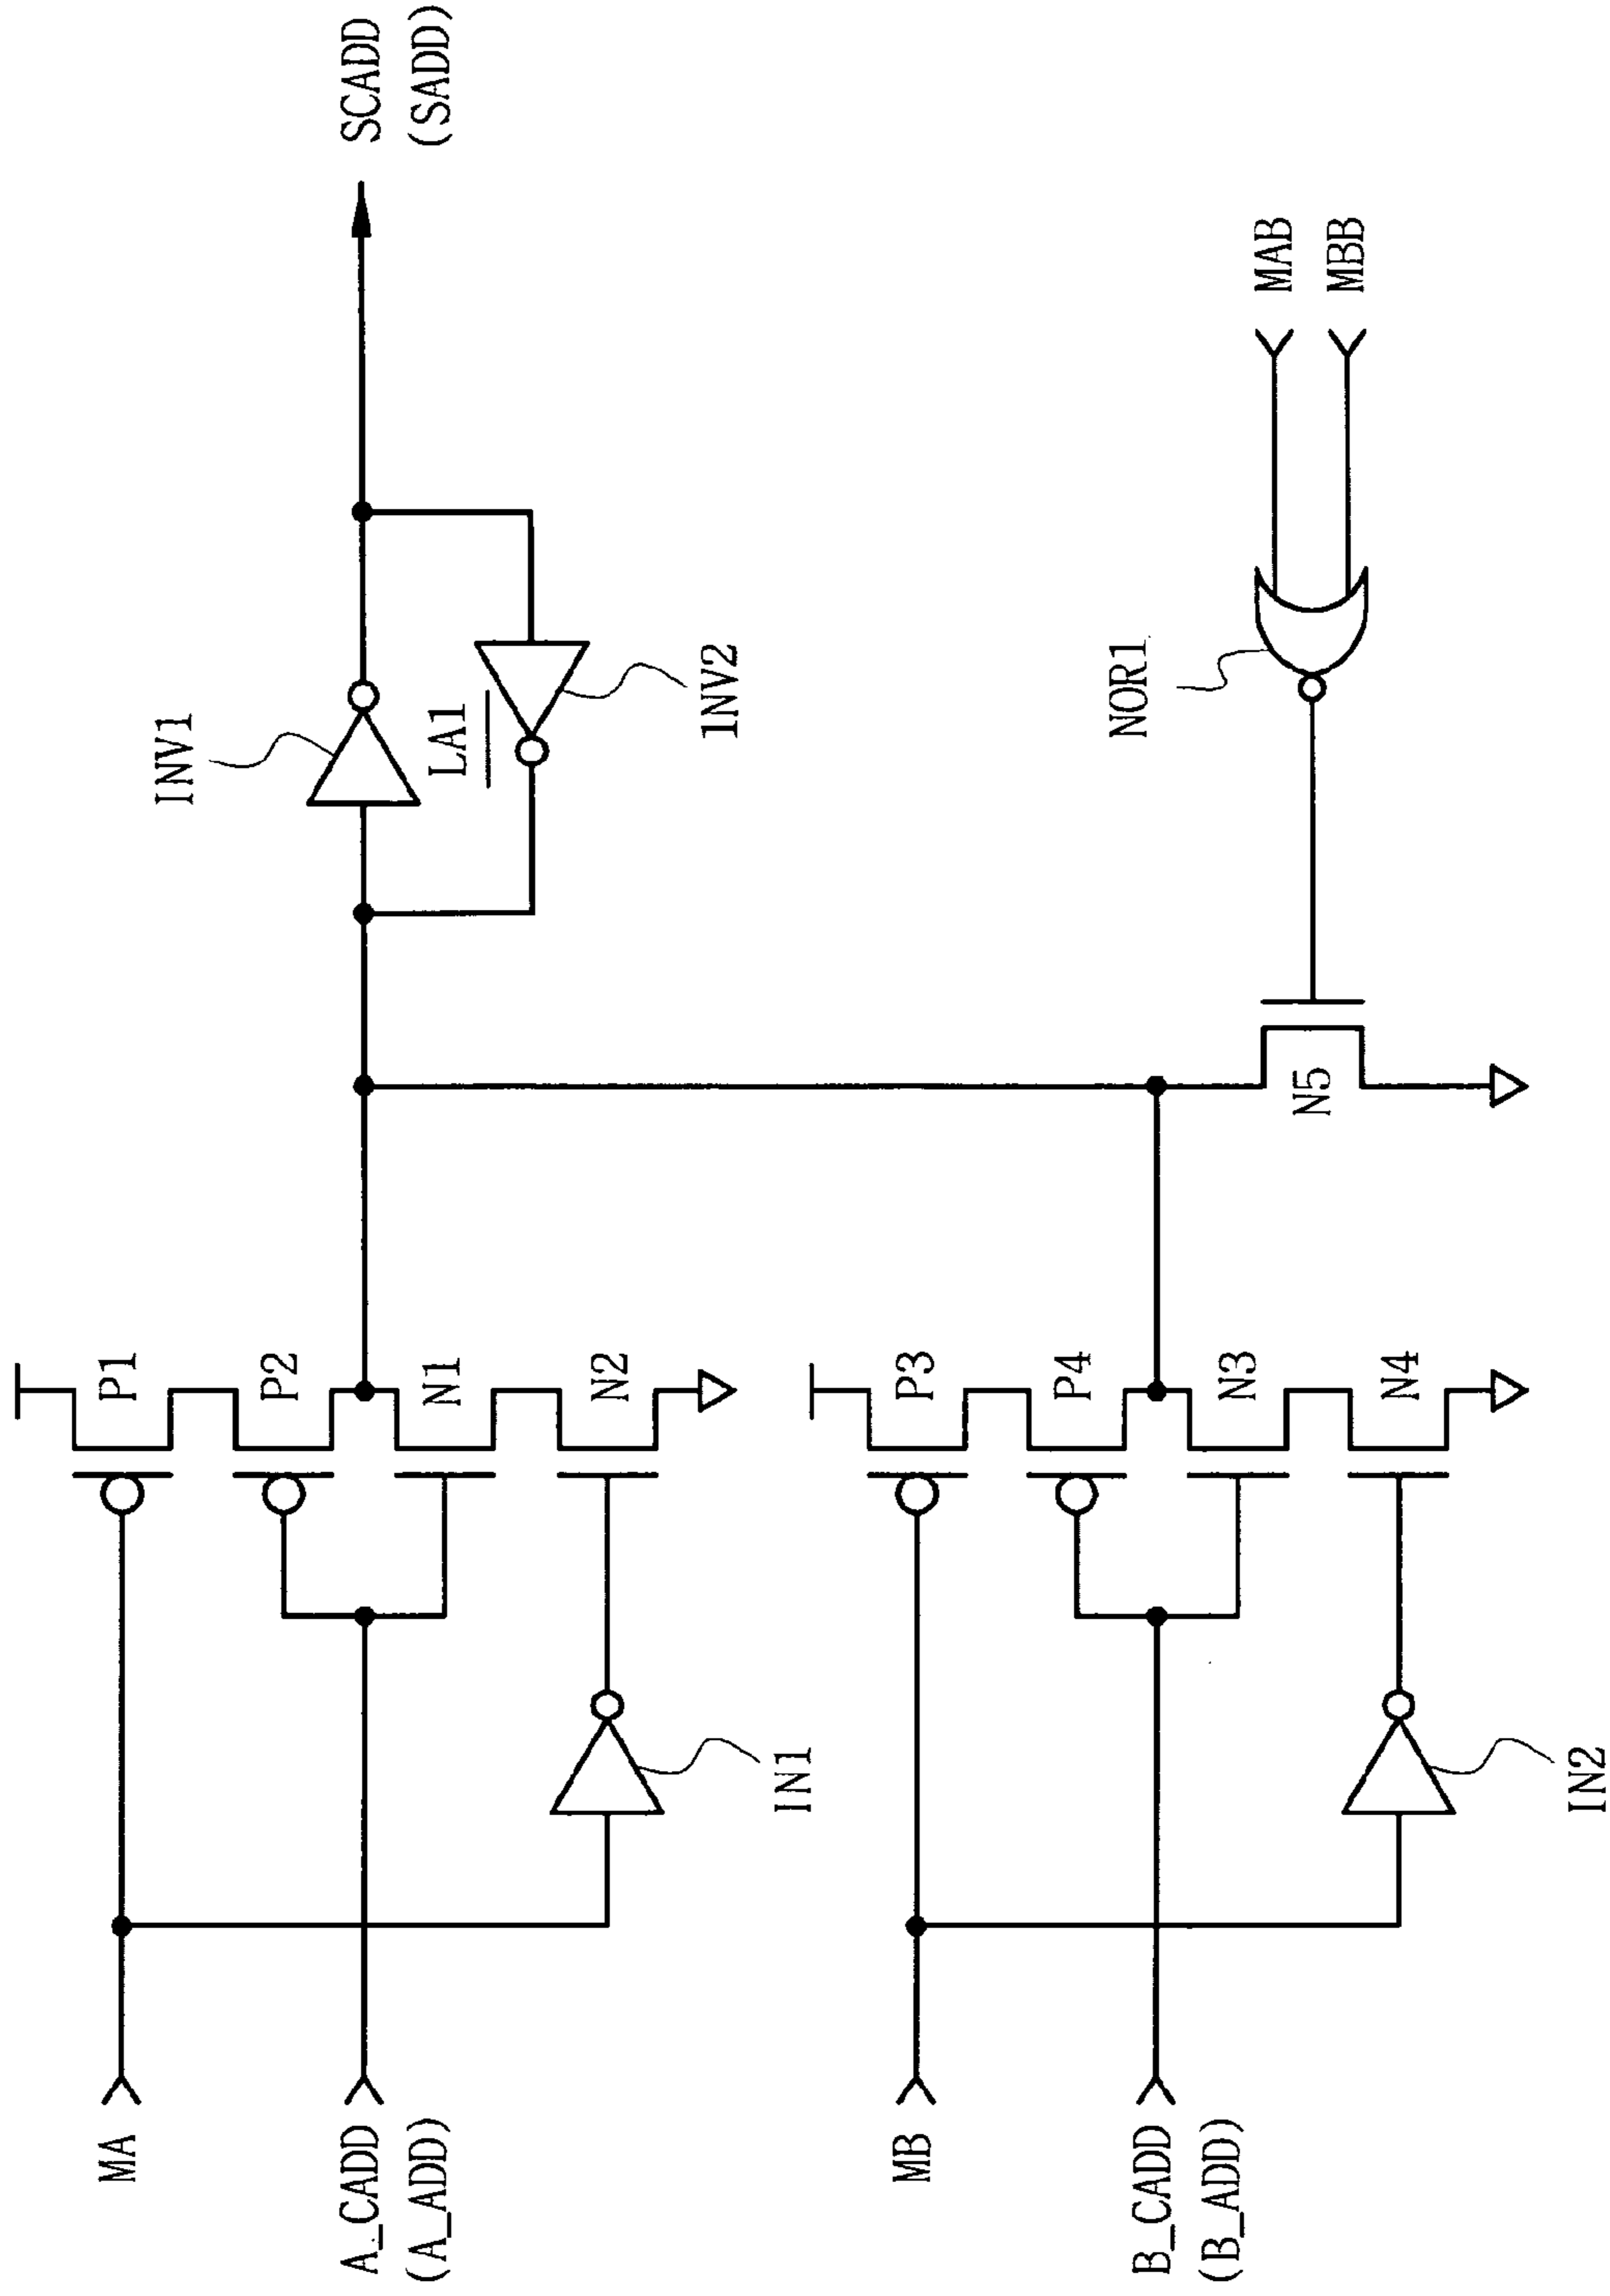 MA
A_CADD
(A_ADD)
MB
B_CADD
(B_ADD)
IN1
IN2
P1
P2
N1
N2
P3
P4
N3
N4
N5
INV1
LA1
1NV2
NOR1
MAB
MBB
SCADD
(SADD)